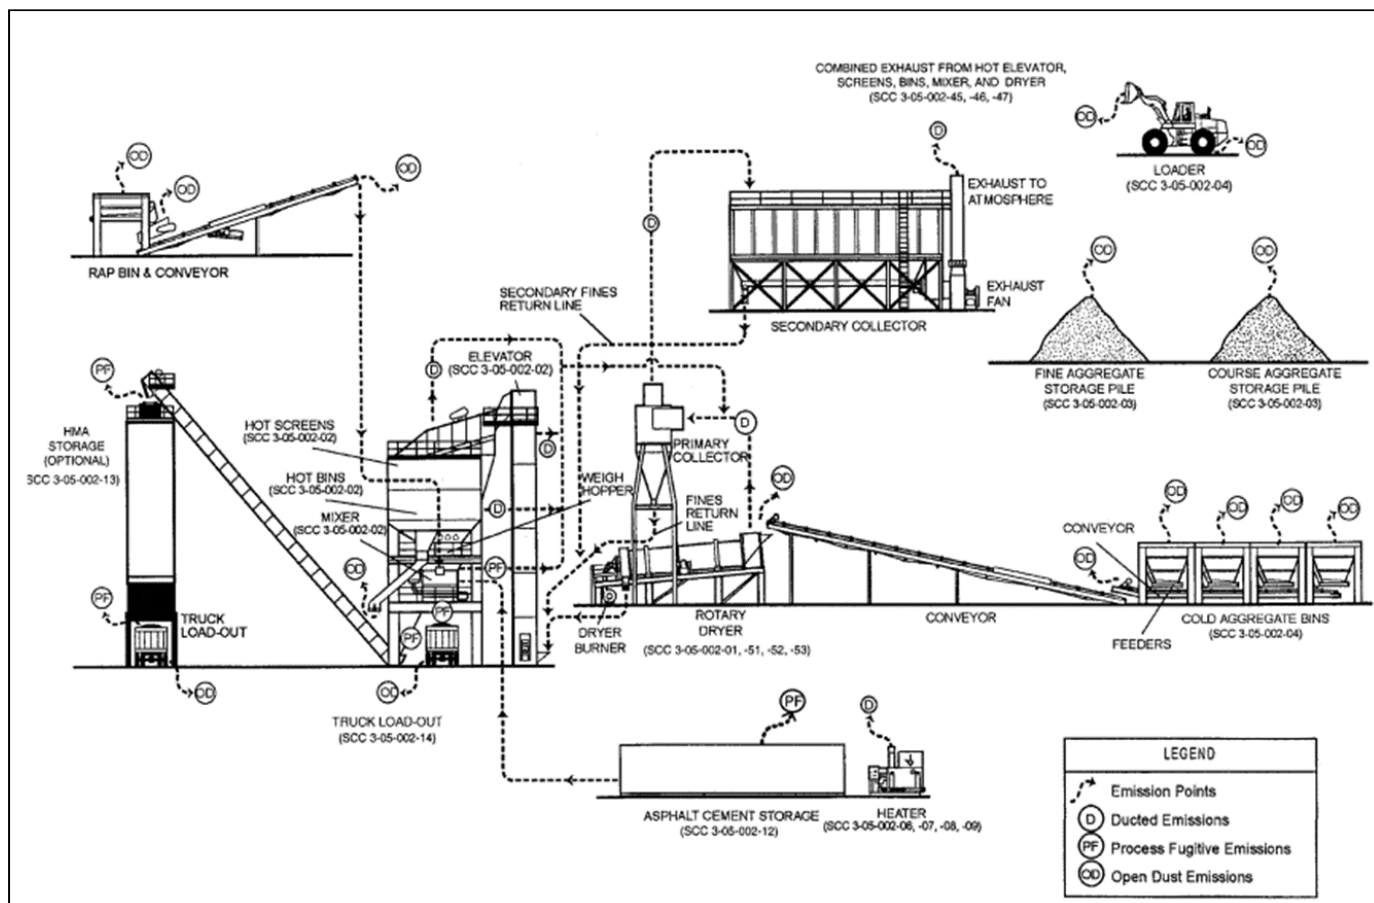 COMBINED EXHAUST FROM HOT ELEVATOR,
SCREENS, BINS, MIXER, AND DRYER
(SCC 3-05-002-45, -46, -47)
OD
D
OD
LOADER
(SCC 3-05-002-04)
OD
OD
OD
RAP BIN & CONVEYOR
D
EXHAUST TO
ATMOSPHERE
EXHAUST
FAN
SECONDARY COLLECTOR
SECONDARY FINES
RETURN LINE
OD
OD
FINE AGGREGATE
STORAGE PILE
(SCC 3-05-002-03)
COURSE AGGREGATE
STORAGE PILE
(SCC 3-05-002-03)
PF
HMA
STORAGE
(OPTIONAL)
SCC 3-05-002-13)
D
ELEVATOR
(SCC 3-05-002-02)
HOT SCREENS
(SCC 3-05-002-02)
HOT BINS
(SCC 3-05-002-02)
MIXER
(SCC 3-05-002-02)
D
D
PF
WEIGH
HOPPER
D
PRIMARY
COLLECTOR
FINES
RETURN
LINE
OD
OD
OD
OD
OD
OD
CONVEYOR
FEEDERS
COLD AGGREGATE BINS
(SCC 3-05-002-04)
CONVEYOR
ROTARY
DRYER
(SCC 3-05-002-01, -51, -52, -53)
DRYER
BURNER
OD
PF
PF
PF
TRUCK
LOAD-OUT
OD
OD
TRUCK LOAD-OUT
(SCC 3-05-002-14)
PF
D
ASPHALT CEMENT STORAGE
(SCC 3-05-002-12)
HEATER
(SCC 3-05-002-06, -07, -08, -09)
LEGEND
Emission Points
D Ducted Emissions
PF Process Fugitive Emissions
OD Open Dust Emissions